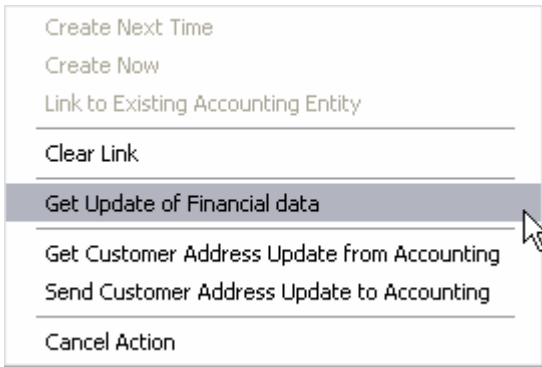 Create Next Time
Create Now
Link to Existing Accounting Entity
Clear Link
Get Update of Financial data
Get Customer Address Update from Accounting
Send Customer Address Update to Accounting
Cancel Action